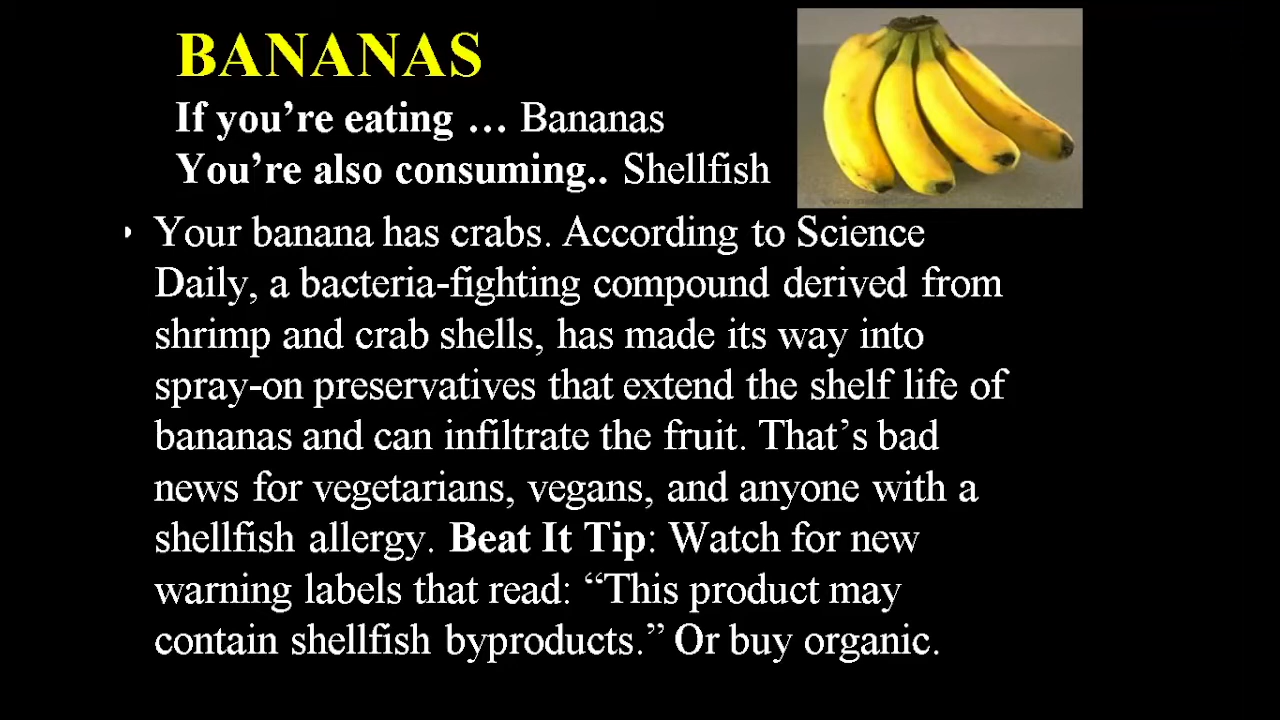 BANANAS
If you’re eating … Bananas
You’re also consuming.. Shellfish
• Your banana has crabs. According to Science
Daily, a bacteria-fighting compound derived from
shrimp and crab shells, has made its way into
spray-on preservatives that extend the shelf life of
bananas and can infiltrate the fruit. That’s bad
news for vegetarians, vegans, and anyone with a
shellfish allergy. Beat It Tip: Watch for new
warning labels that read: “This product may
contain shellfish byproducts.” Or buy organic.